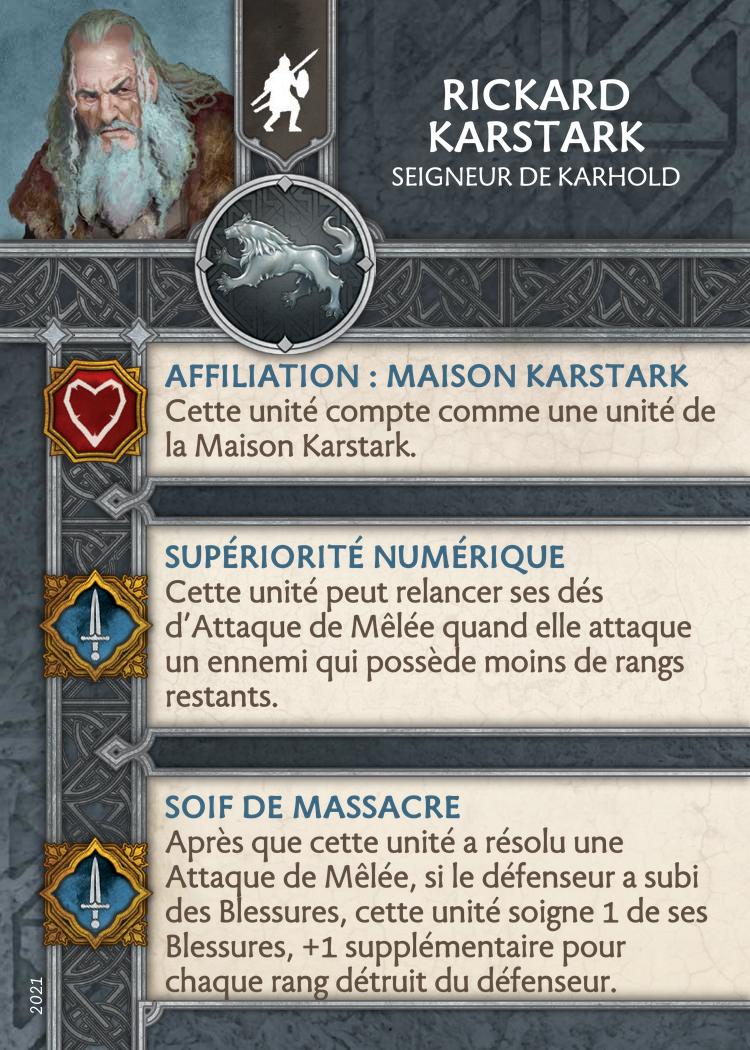 RICKARD
KARSTARK
SEIGNEUR DE KARHOLD
AFFILIATION : MAISON KARSTARK
Cette unité compte comme une unité de
la Maison Karstark.
SUPÉRIORITÉ NUMÉRIQUE
Cette unité peut relancer ses dés
d'Attaque de Mêlée quand elle attaque
un ennemi qui possède moins de rangs
restants.
SOIF DE MASSACRE
Après que cette unité a résolu une
Attaque de Mêlée, si le défenseur a subi
des Blessures, cette unité soigne 1 de ses
Blessures, +1 supplémentaire pour
chaque rang détruit du défenseur.
2021